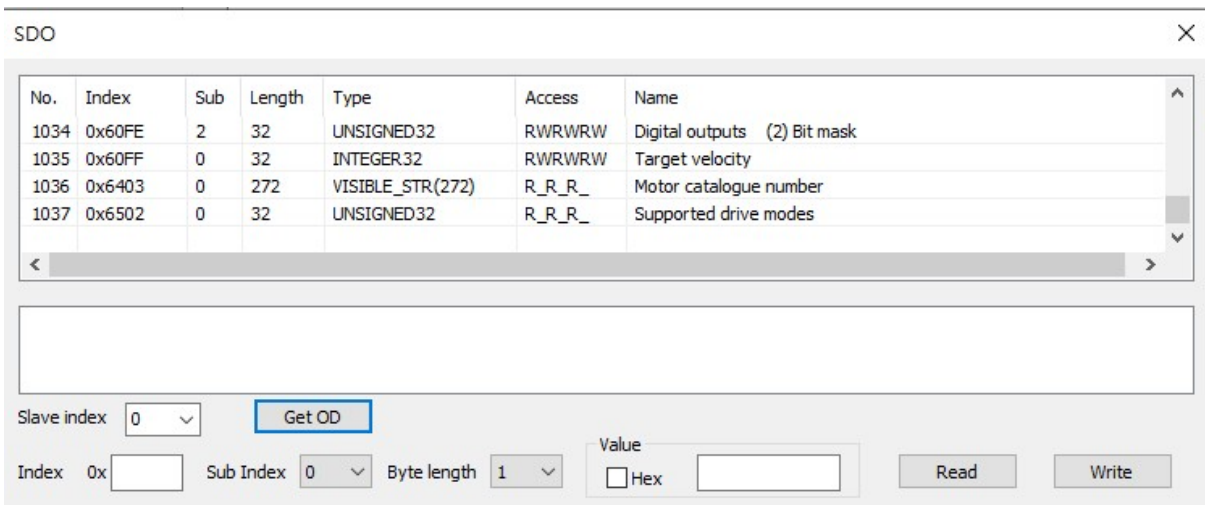 SDO
No. Index Sub Length Type Access Name
1034 0x60FE 2 32 UNSIGNED32 RWRWRW Digital outputs (2) Bit mask
1035 0x60FF 0 32 INTEGER32 RWRWRW Target velocity
1036 0x6403 0 272 VISIBLE_STR(272) R_R_R_ Motor catalogue number
1037 0x6502 0 32 UNSIGNED32 R_R_R_ Supported drive modes
Slave index 0 Get OD
Value
Index 0x Sub Index 0 Byte length 1 Hex Read Write